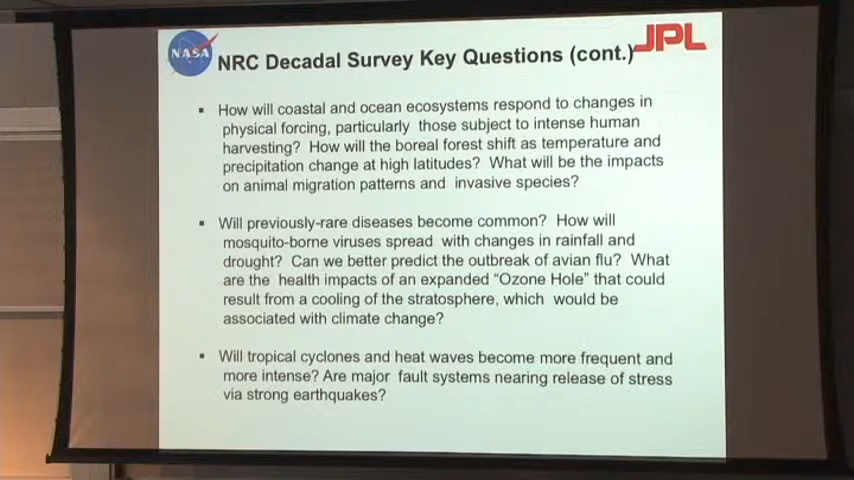 NASA
JPL
NRC Decadal Survey Key Questions (cont.)
▪ How will coastal and ocean ecosystems respond to changes in
physical forcing, particularly those subject to intense human
harvesting? How will the boreal forest shift as temperature and
precipitation change at high latitudes? What will be the impacts
on animal migration patterns and invasive species?
▪ Will previously-rare diseases become common? How will
mosquito-borne viruses spread with changes in rainfall and
drought? Can we better predict the outbreak of avian flu? What
are the health impacts of an expanded “Ozone Hole” that could
result from a cooling of the stratosphere, which would be
associated with climate change?
▪ Will tropical cyclones and heat waves become more frequent and
more intense? Are major fault systems nearing release of stress
via strong earthquakes?